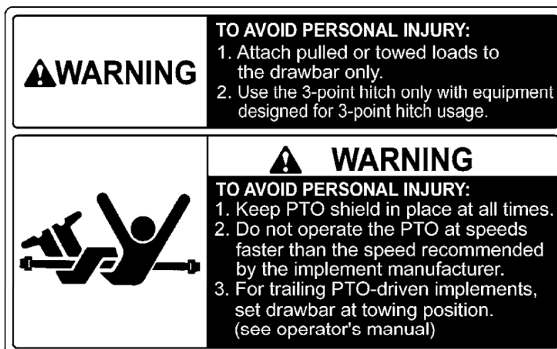 WARNING
TO AVOID PERSONAL INJURY:
1. Attach pulled or towed loads to
the drawbar only.
2. Use the 3-point hitch only with equipment
designed for 3-point hitch usage.
WARNING
TO AVOID PERSONAL INJURY:
1. Keep PTO shield in place at all times.
2. Do not operate the PTO at speeds
faster than the speed recommended
by the implement manufacturer.
3. For trailing PTO-driven implements,
set drawbar at towing position.
(see operator's manual)